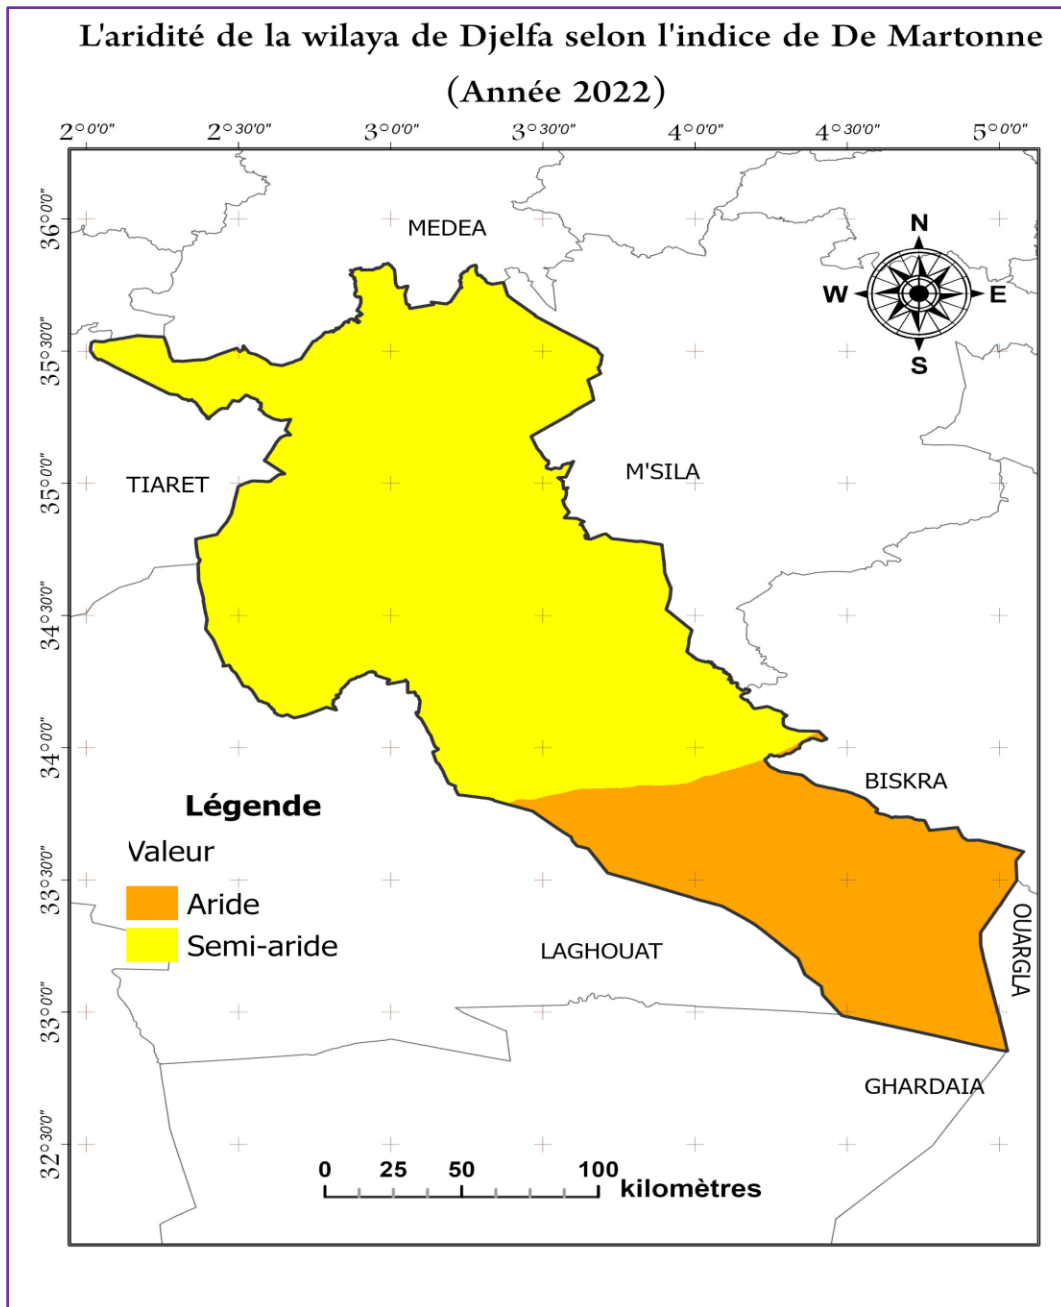 L'aridité de la wilaya de Djelfa selon l'indice de De Martonne
(Année 2022)
2°0'0" 2°30'0" 3°0'0" 3°30'0" 4°0'0" 4°30'0" 5°0'0"
36°0'0"
MEDEA
N
W E
S
35°30'0"
35°0'0"
TIARET
M'SILA
34°30'0"
34°0'0"
BISKRA
Légende
Valeur
33°30'0"
Aride
Semi-aride
LAGHOUAT
OUARGLA
33°0'0"
GHARDAIA
32°30'0"
0 25 50 100
kilomètres